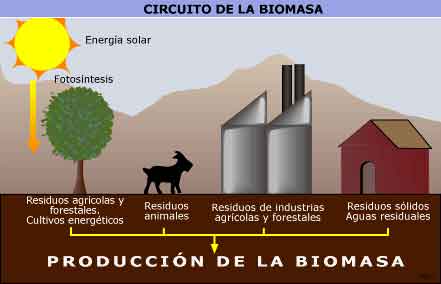 CIRCUITO DE LA BIOMASA
Energía solar
Fotosíntesis
Residuos agrícolas y
forestales.
Cultivos energéticos
Residuos
animales
Residuos de industrias
agrícolas y forestales
Residuos sólidos
Aguas residuales
PRODUCCIÓN DE LA BIOMASA